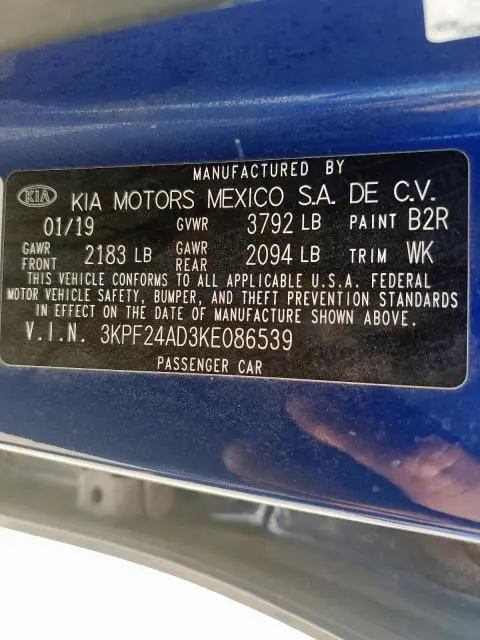 MANUFACTURED BY
KIA KIA MOTORS MEXICO S.A. DE C.V.
01/19 GVWR 3792 LB PAINT B2R
GAWR FRONT 2183 LB GAWR REAR 2094 LB TRIM WK
THIS VEHICLE CONFORMS TO ALL APPLICABLE U.S.A. FEDERAL
MOTOR VEHICLE SAFETY, BUMPER, AND THEFT PREVENTION STANDARDS
IN EFFECT ON THE DATE OF MANUFACTURE SHOWN ABOVE.
V.I.N. 3KPF24AD3KE086539
PASSENGER CAR